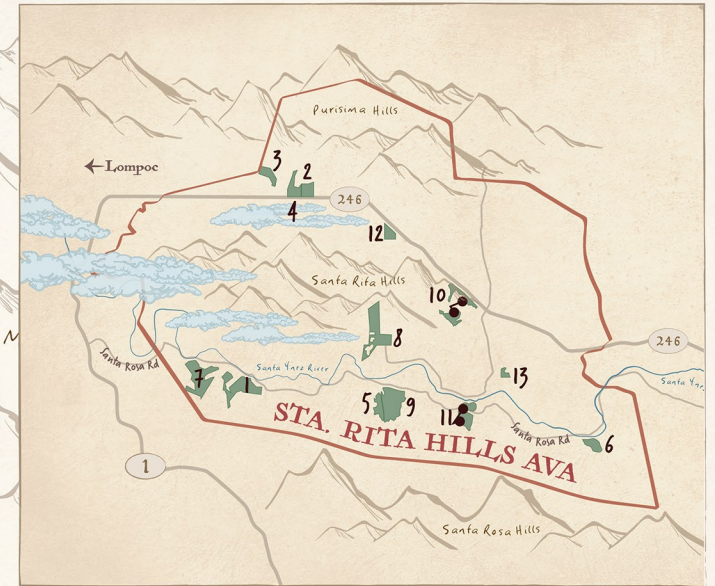 Purisima Hills
←Lompoc
3
2
246
4
12
Santa Rita Hills
10
8
246
Santa Rosa Rd
Santa Ynez River
Santa Ynez
13
7
1
5
9
11
Santa Rosa Rd
6
STA. RITA HILLS AVA
1
Santa Rosa Hills